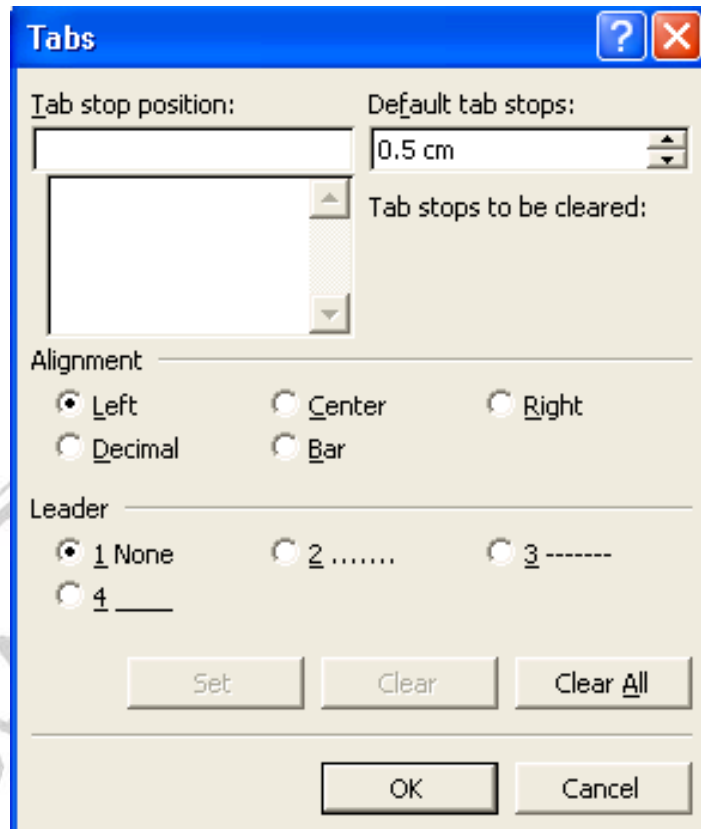 Tabs
Tab stop position: Default tab stops:
0.5 cm
Tab stops to be cleared:
Alignment
Left Center Right
Decimal Bar
Leader
1 None 2 ....... 3 -------
4 ____
Set Clear Clear All
OK Cancel